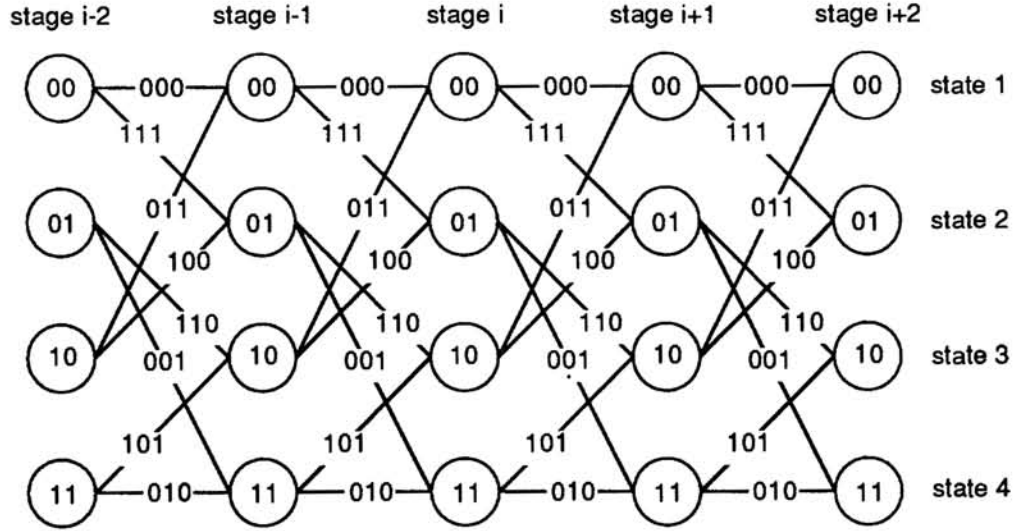 stage i-2 stage i-1 stage i stage i+1 stage i+2
00 000 00 000 00 000 00 000 00 state 1
111 111 111 111
01 011 01 011 01 011 01 011 01 state 2
100 100 100 100
110 110 110 110
10 001 10 001 10 001 10 001 10 state 3
101 101 101 101
11 010 11 010 11 010 11 010 11 state 4